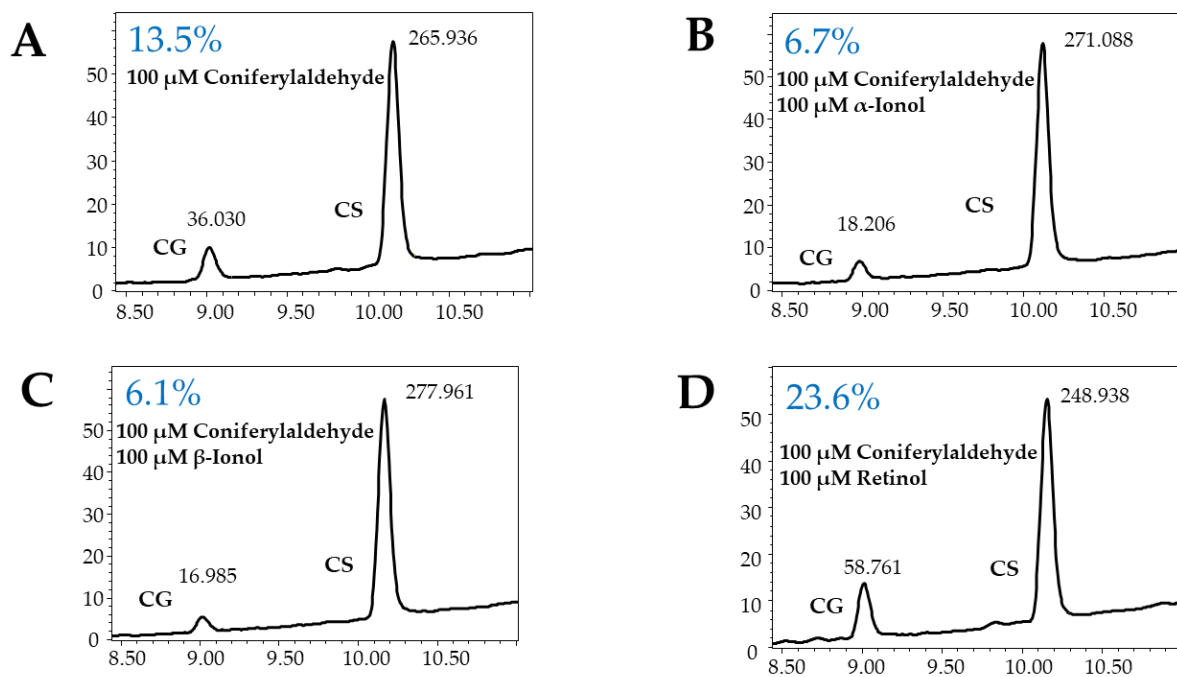 A
13.5%
100 μM Coniferylaldehyde
265.936
36.030
CG
CS
50
40
30
20
10
0
8.50 9.00 9.50 10.00 10.50
B
6.7%
100 μM Coniferylaldehyde
100 μM α-Ionol
271.088
18.206
CG
CS
50
40
30
20
10
0
8.50 9.00 9.50 10.00 10.50
C
6.1%
100 μM Coniferylaldehyde
100 μM β-Ionol
277.961
16.985
CG
CS
50
40
30
20
10
0
8.50 9.00 9.50 10.00 10.50
D
23.6%
100 μM Coniferylaldehyde
100 μM Retinol
248.938
58.761
CG
CS
50
40
30
20
10
0
8.50 9.00 9.50 10.00 10.50